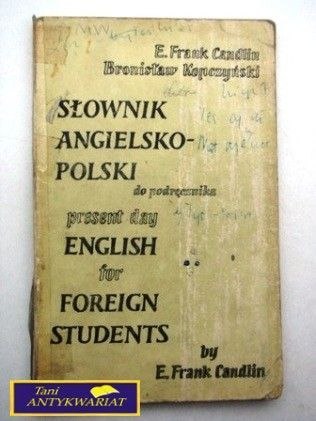 E. Frank Candlin
Bronisław Kopczyński
SŁOWNIK
ANGIELSKO-
POLSKI
do podręcznika
present day
ENGLISH
for
FOREIGN
STUDENTS
by
E. Frank Candlin
Tani
ANTYKWARIAT